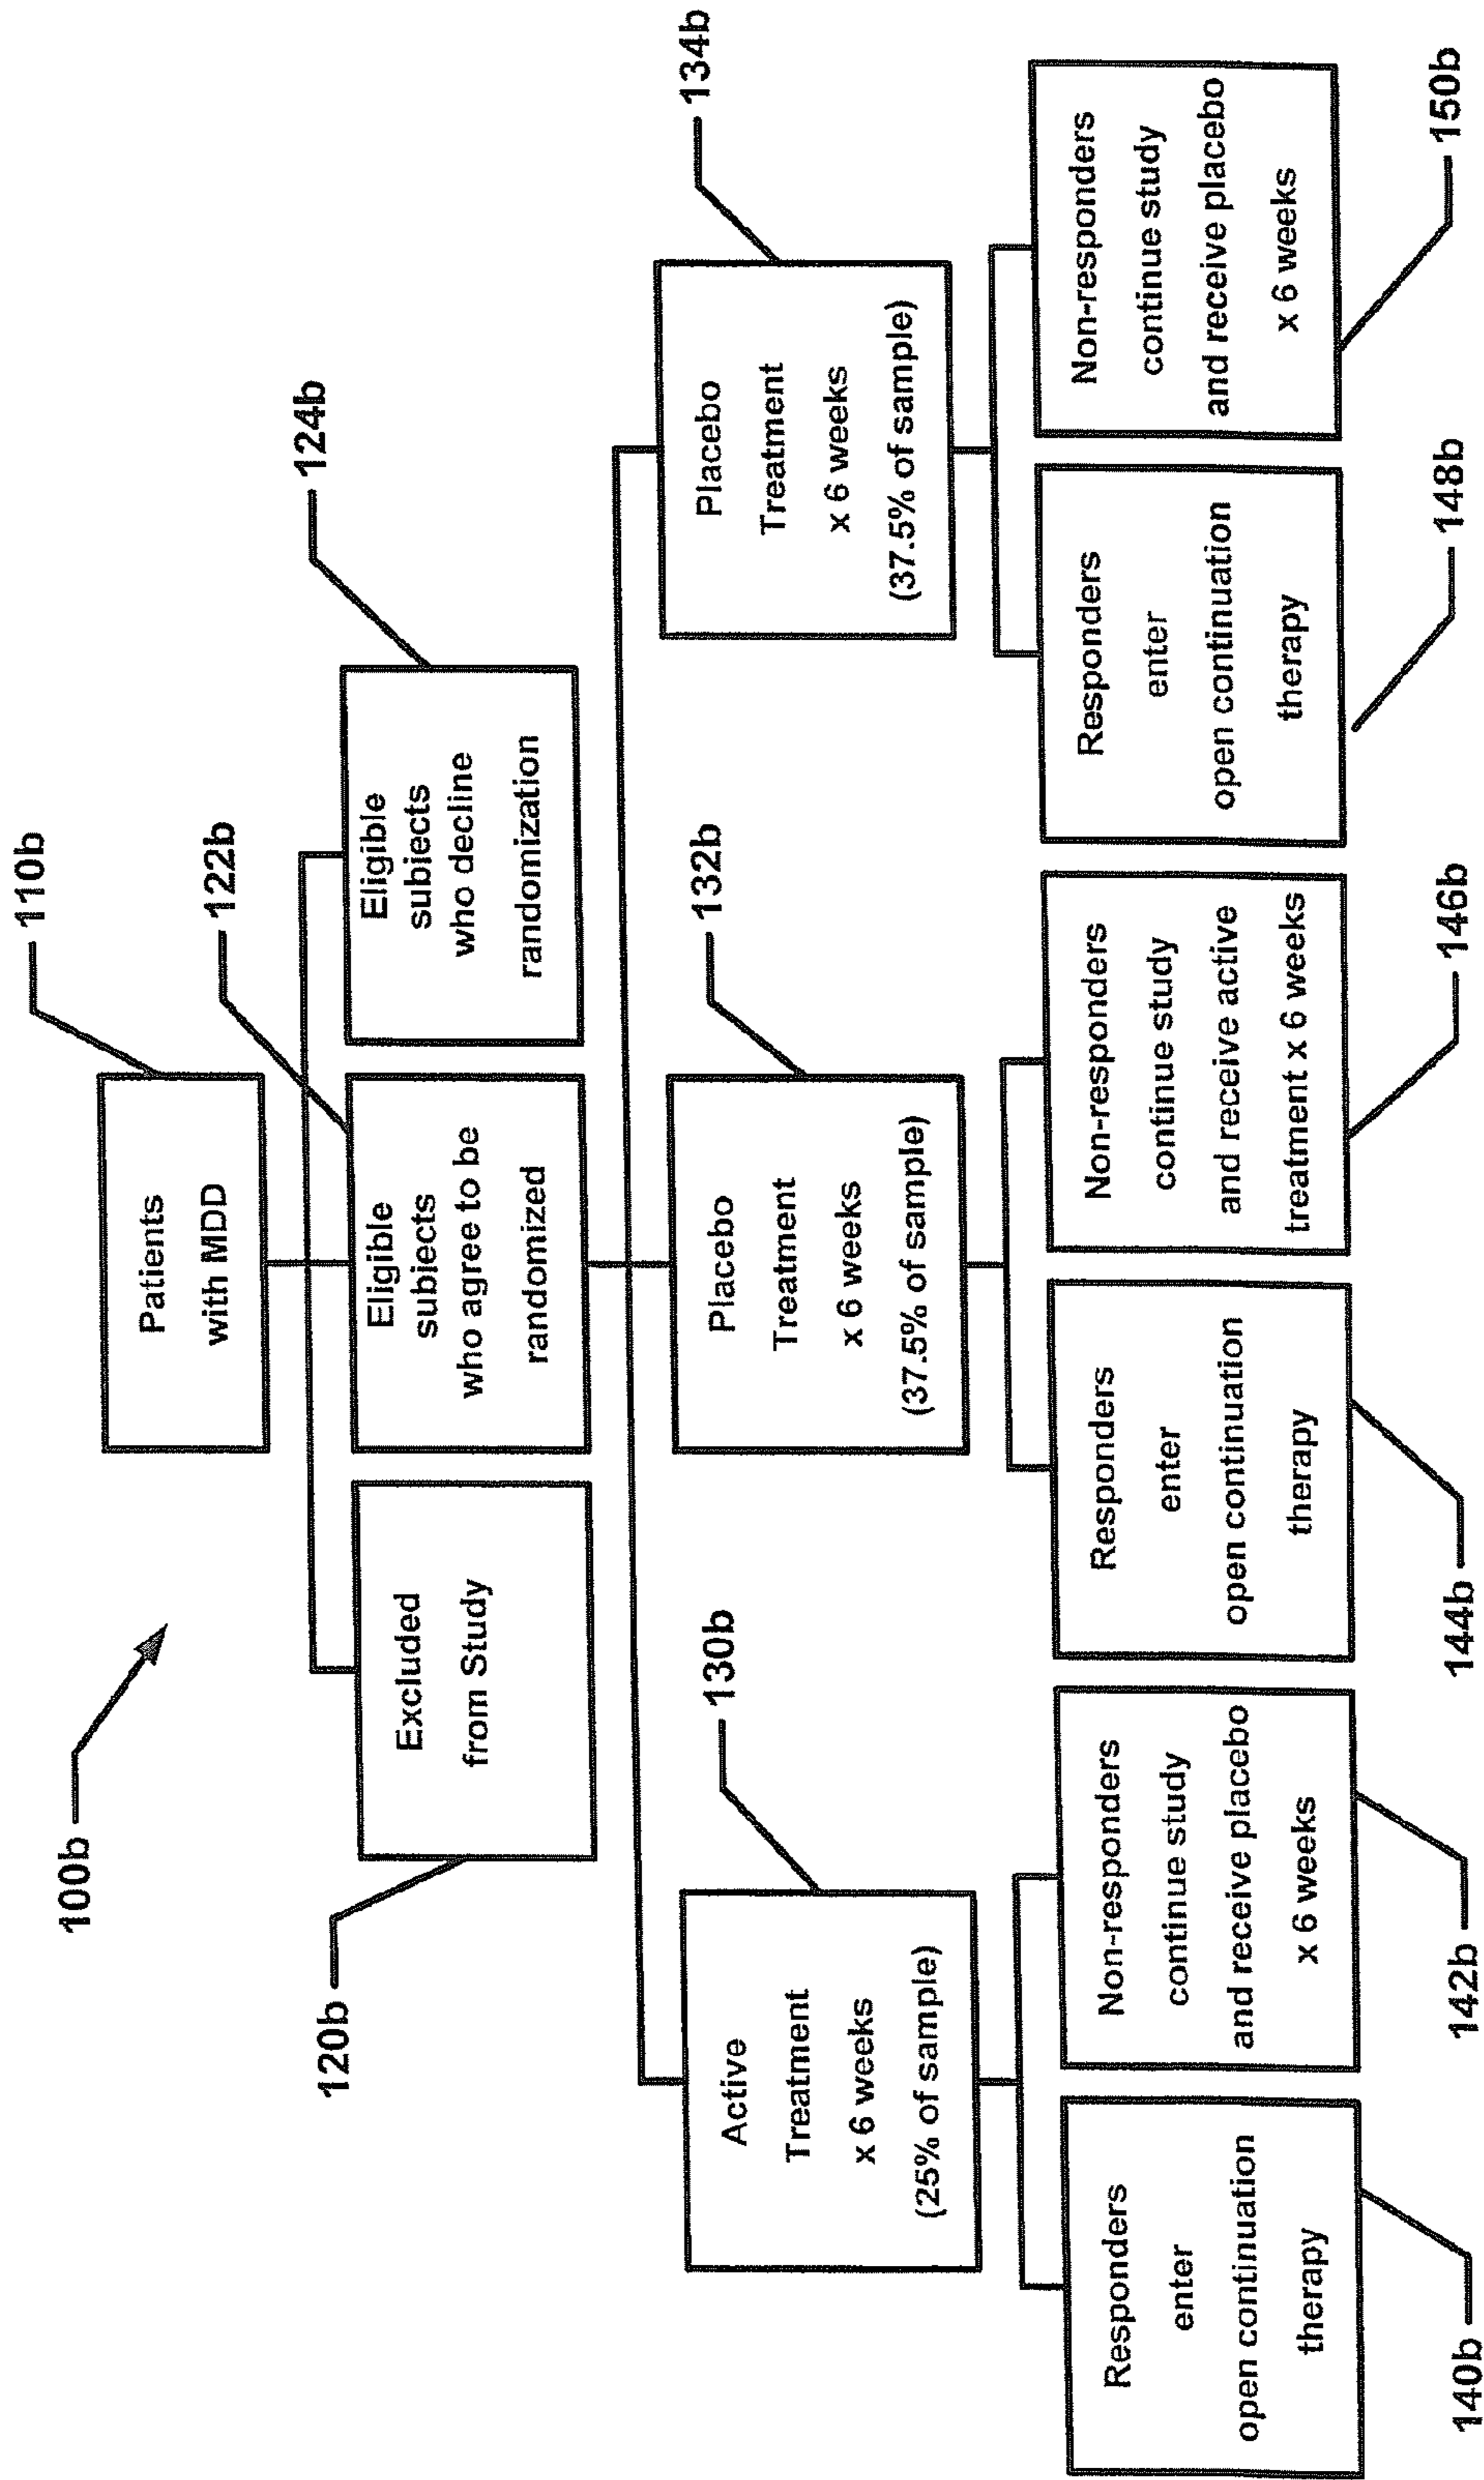 100b
110b
Patients
with MDD
120b
Excluded
from Study
122b
Eligible
subjects
who agree to be
randomized
124b
Eligible
subjects
who decline
randomization
130b
Active
Treatment
x 6 weeks
(25% of sample)
132b
Placebo
Treatment
x 6 weeks
(37.5% of sample)
134b
Placebo
Treatment
x 6 weeks
(37.5% of sample)
Responders
enter
open continuation
therapy
140b
Non-responders
continue study
and receive placebo
x 6 weeks
142b
Responders
enter
open continuation
therapy
144b
Non-responders
continue study
and receive active
treatment x 6 weeks
146b
Responders
enter
open continuation
therapy
148b
Non-responders
continue study
and receive placebo
x 6 weeks
150b